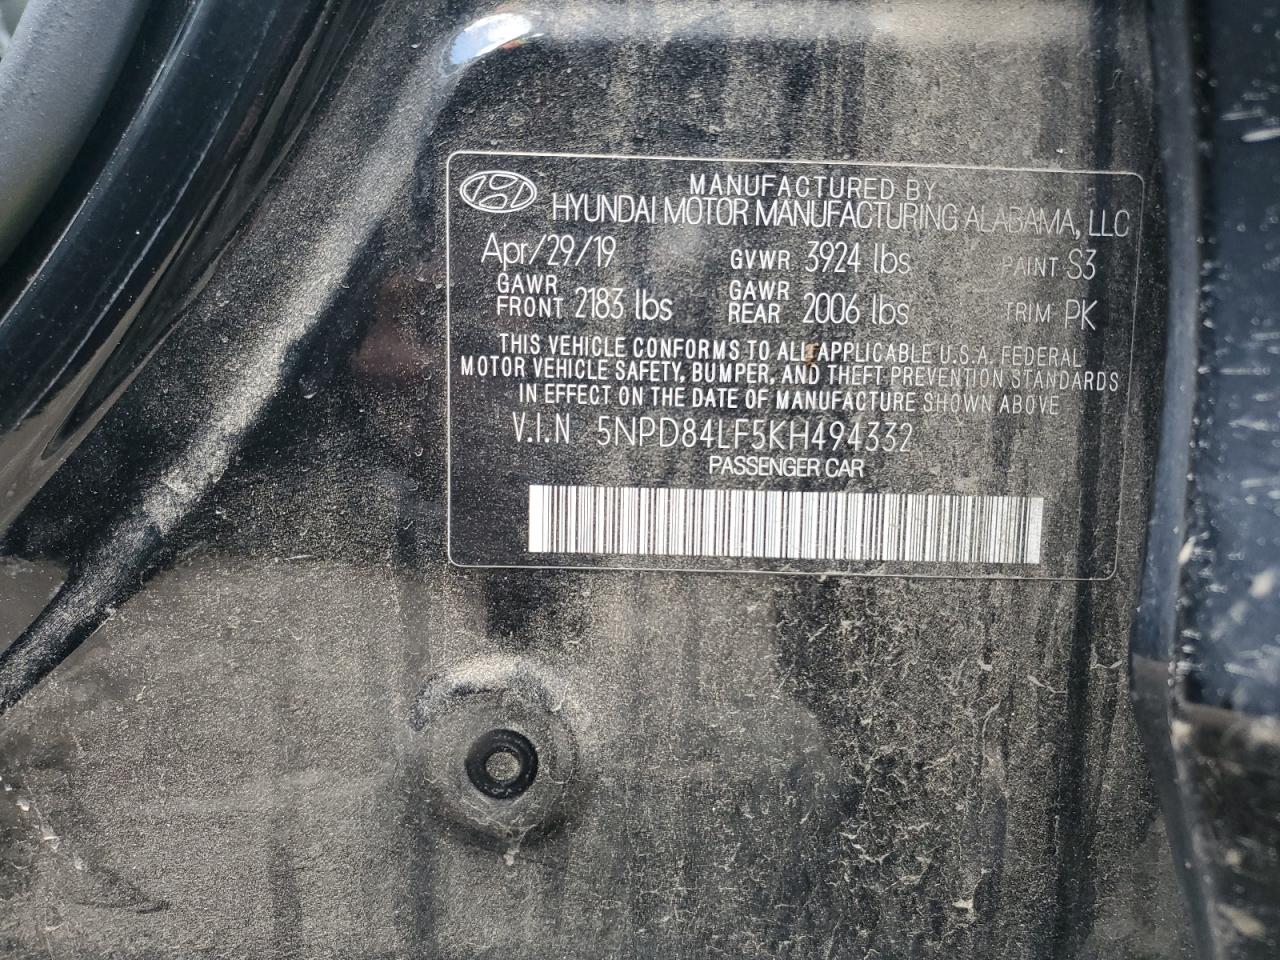 MANUFACTURED BY
HYUNDAI MOTOR MANUFACTURING ALABAMA, LLC
Apr/29/19 GVWR 3924 lbs PAINT S3
GAWR FRONT 2183 lbs GAWR REAR 2006 lbs TRIM PK
THIS VEHICLE CONFORMS TO ALL APPLICABLE U.S.A. FEDERAL
MOTOR VEHICLE SAFETY, BUMPER, AND THEFT PREVENTION STANDARDS
IN EFFECT ON THE DATE OF MANUFACTURE SHOWN ABOVE
V.I.N 5NPD84LF5KH494332
PASSENGER CAR